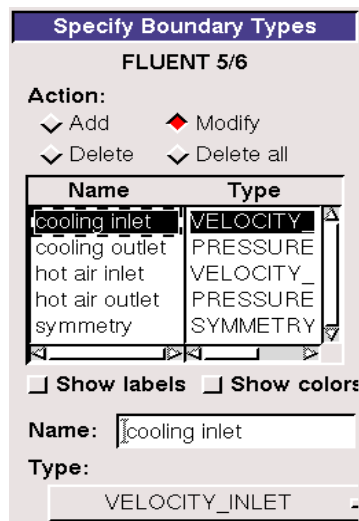 Specify Boundary Types
FLUENT 5/6
Action:
Add Modify
Delete Delete all
Name Type
cooling inlet VELOCITY_
cooling outlet PRESSURE
hot air inlet VELOCITY_
hot air outlet PRESSURE
symmetry SYMMETRY
Show labels Show colors
Name: cooling inlet
Type:
VELOCITY_INLET